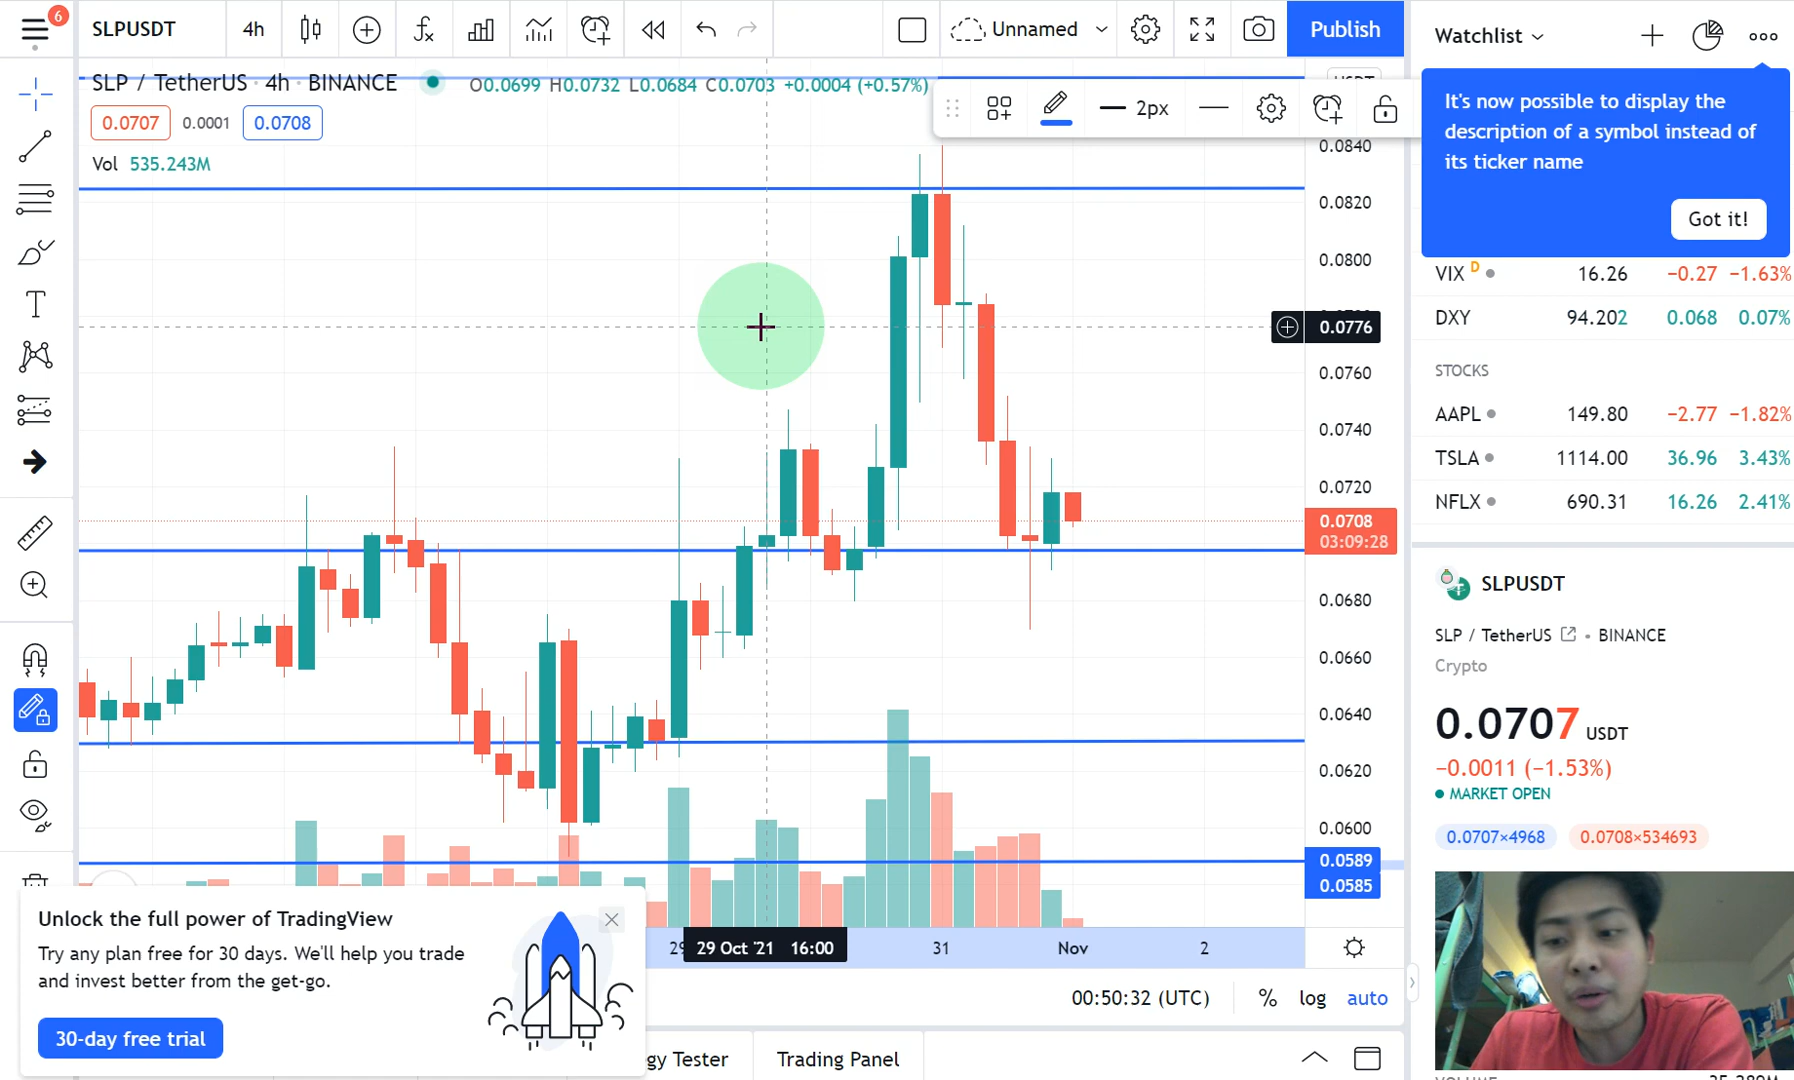 6
SLPUSDT
4h
Unnamed
Publish
Watchlist
SLP / TetherUS · 4h · BINANCE
O0.0699 H0.0732 L0.0684 C0.0703 +0.0004 (+0.57%)
0.0707
0.0001
0.0708
Vol 535.243M
2px
It's now possible to display the
description of a symbol instead of
its ticker name
Got it!
0.0840
0.0820
0.0800
0.0776
0.0760
0.0740
0.0720
0.0708
03:09:28
0.0680
0.0660
0.0640
0.0620
0.0600
0.0589
0.0585
VIX D 16.26 −0.27 −1.63%
DXY 94.202 0.068 0.07%
STOCKS
AAPL 149.80 −2.77 −1.82%
TSLA 1114.00 36.96 3.43%
NFLX 690.31 16.26 2.41%
SLPUSDT
SLP / TetherUS • BINANCE
Crypto
0.0707 USDT
−0.0011 (−1.53%)
MARKET OPEN
0.0707×4968
0.0708×534693
Unlock the full power of TradingView
Try any plan free for 30 days. We'll help you trade
and invest better from the get-go.
30-day free trial
29 Oct '21 16:00
31
Nov
2
00:50:32 (UTC)
%
log
auto
gy Tester
Trading Panel